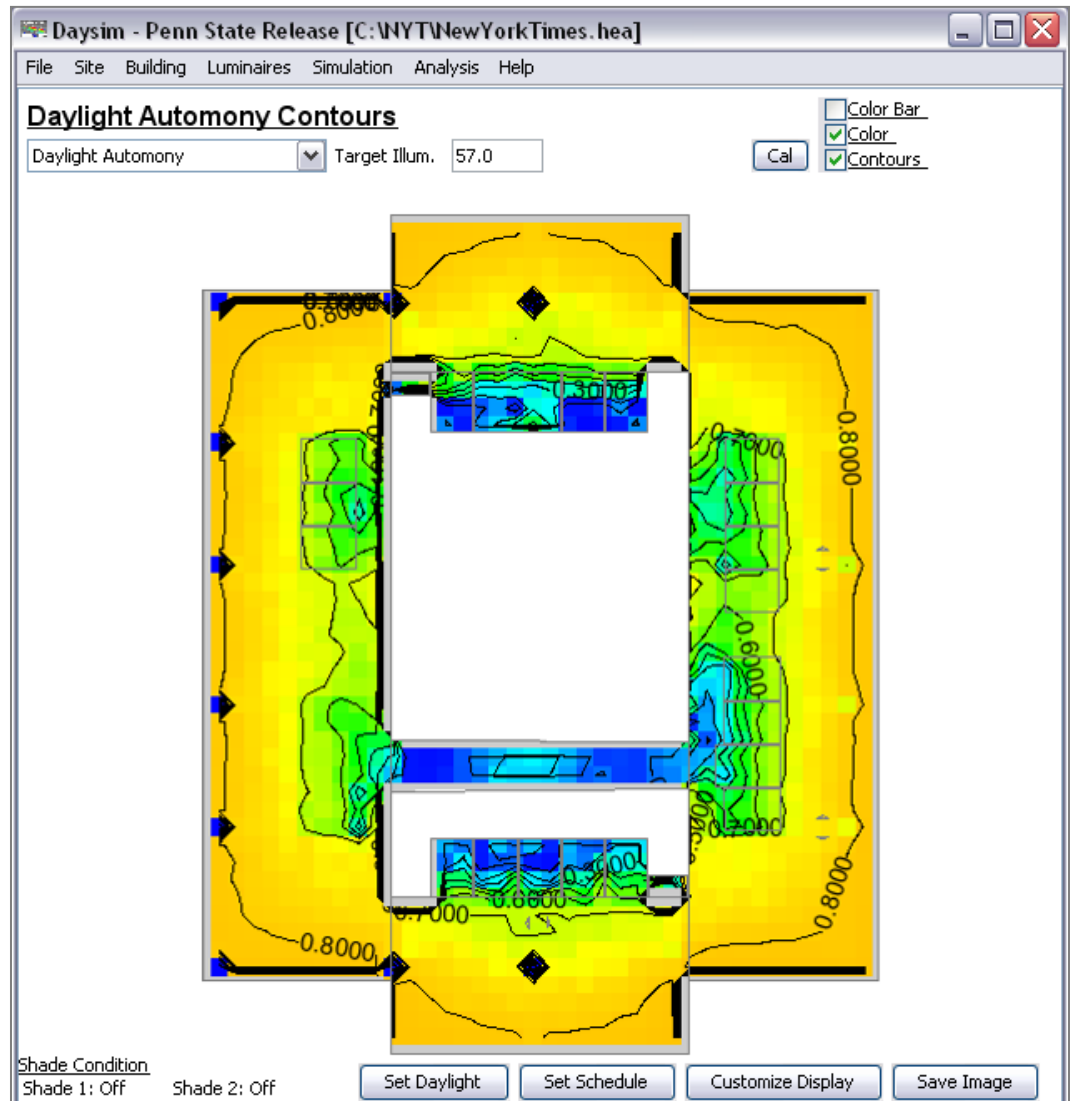 Daysim - Penn State Release [C:\NYT\NewYorkTimes.hea]
File Site Building Luminaires Simulation Analysis Help
Daylight Automony Contours
Color Bar
Color
Contours
Daylight Automony
Target Illum. 57.0
Cal
0.8000
0.3000
0.7000
0.8000
0.6000
0.7000
0.3000
0.6000
0.7000
0.8000
0.8000
Shade Condition
Shade 1: Off Shade 2: Off
Set Daylight
Set Schedule
Customize Display
Save Image